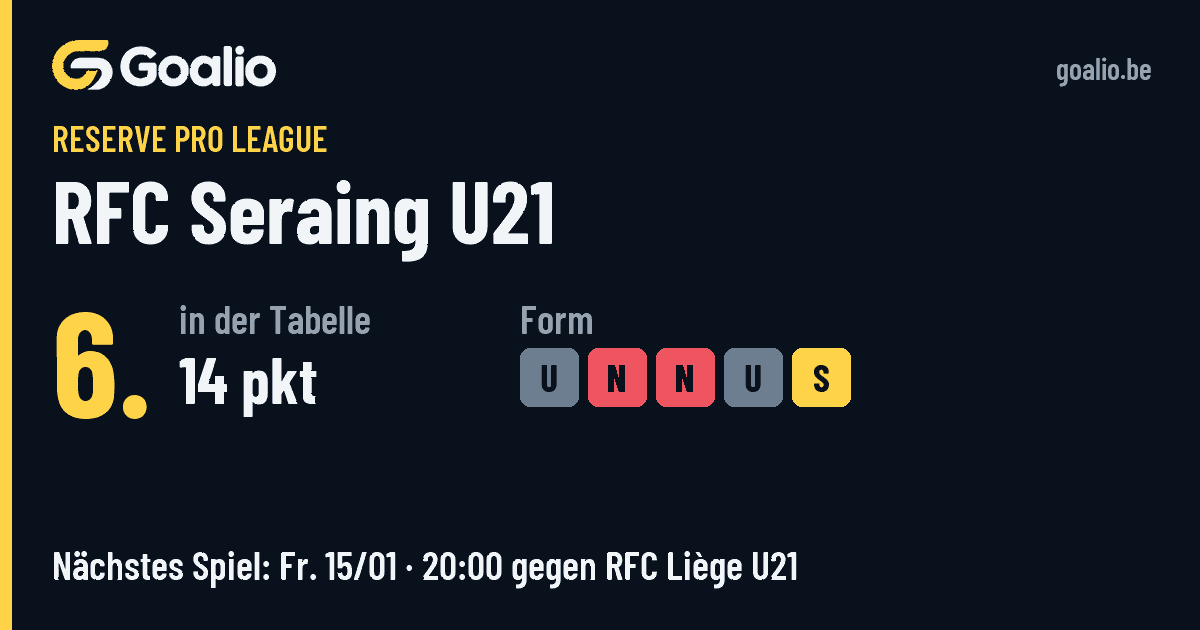 Goalio
goalio.be
RESERVE PRO LEAGUE
RFC Seraing U21
6.
in der Tabelle
14 pkt
Form
U N N U S
Nächstes Spiel: Fr. 15/01 · 20:00 gegen RFC Liège U21